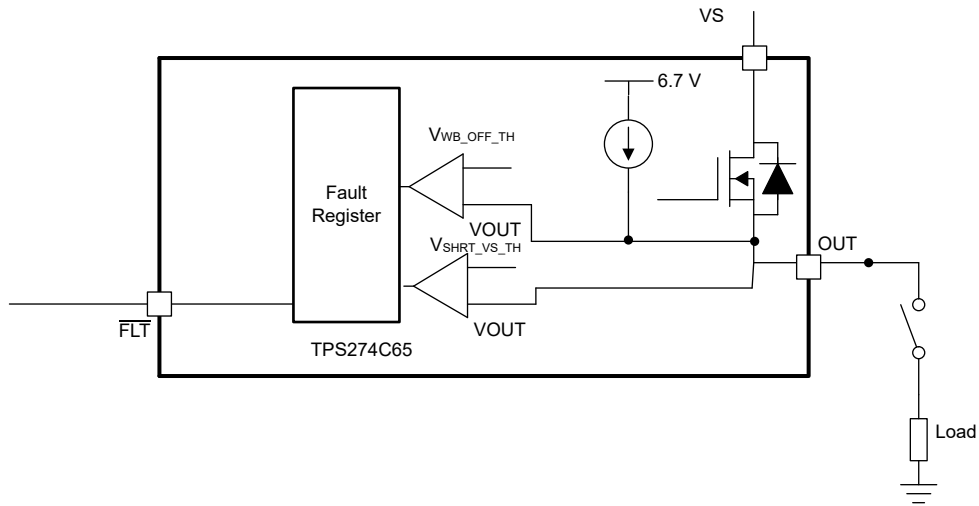 VS
6.7 V
VWB_OFF_TH
Fault
Register
VOUT
VSHRT_VS_TH
OUT
VOUT
FLT
TPS274C65
Load